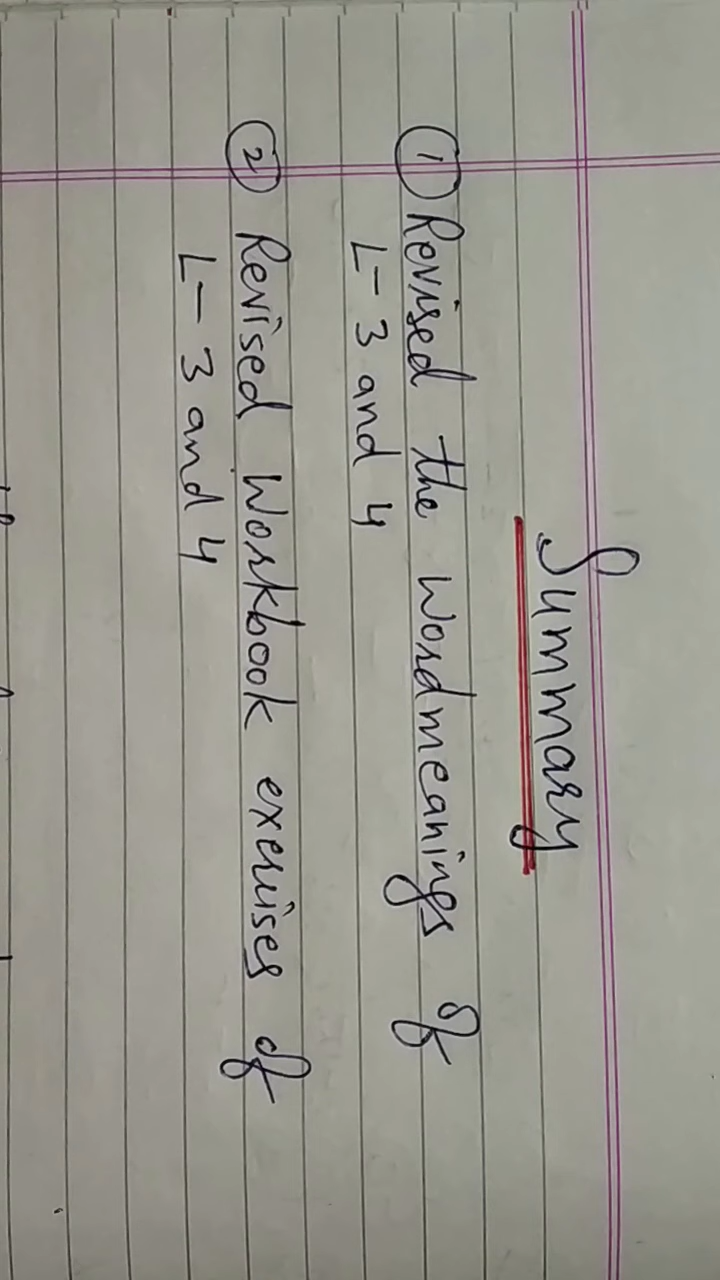 Summary
① Revised the Wordmeanings of
L- 3 and 4
② Revised Workbook exercises of
L- 3 and 4